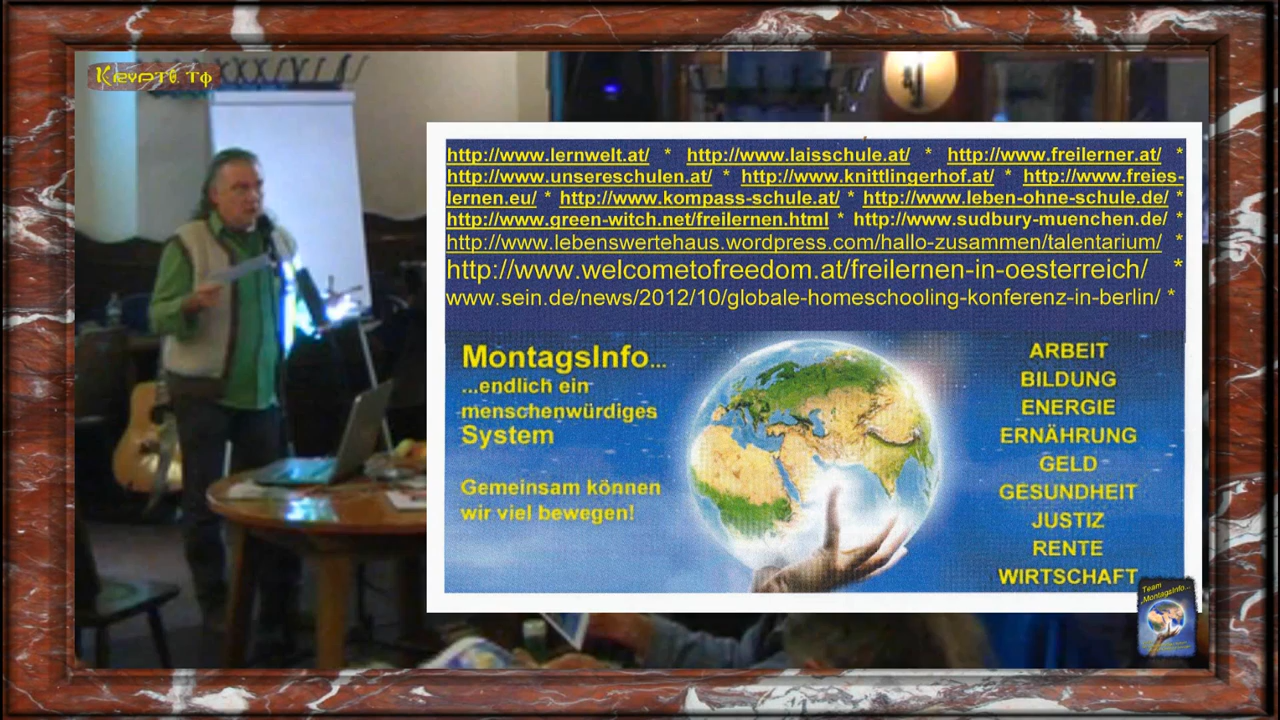 Krypto.TV
http://www.lernwelt.at/ * http://www.laisschule.at/ * http://www.freilerner.at/ *
http://www.unsereschulen.at/ * http://www.knittlingerhof.at/ * http://www.freies-
lernen.eu/ * http://www.kompass-schule.at/ * http://www.leben-ohne-schule.de/ *
http://www.green-witch.net/freilernen.html * http://www.sudbury-muenchen.de/ *
http://www.lebenswertehaus.wordpress.com/hallo-zusammen/talentarium/ *
http://www.welcometofreedom.at/freilernen-in-oesterreich/ *
www.sein.de/news/2012/10/globale-homeschooling-konferenz-in-berlin/ *
MontagsInfo...
...endlich ein
menschenwürdiges
System
Gemeinsam können
wir viel bewegen!
ARBEIT
BILDUNG
ENERGIE
ERNÄHRUNG
GELD
GESUNDHEIT
JUSTIZ
RENTE
WIRTSCHAFT
Team
MontagsInfo...